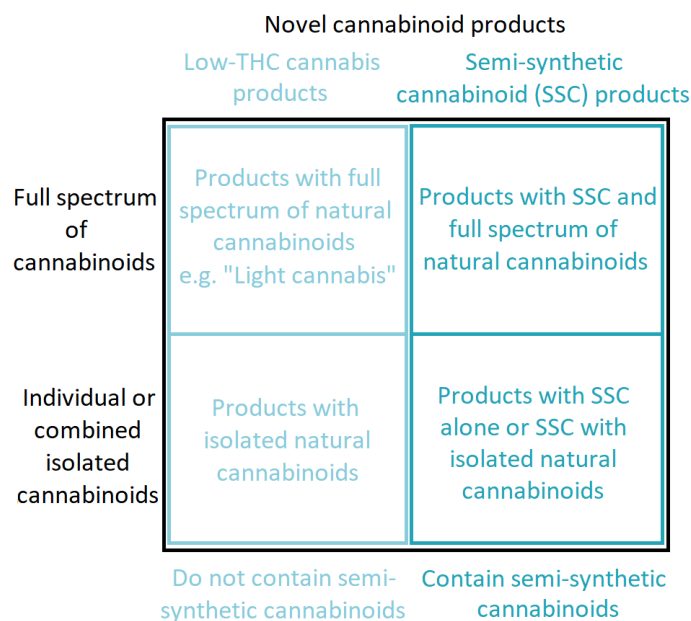 Novel cannabinoid products
Low-THC cannabis
products
Semi-synthetic
cannabinoid (SSC) products
Full spectrum
of
cannabinoids
Products with full
spectrum of natural
cannabinoids
e.g. "Light cannabis"
Products with SSC and
full spectrum of
natural cannabinoids
Individual or
combined
isolated
cannabinoids
Products with
isolated natural
cannabinoids
Products with SSC
alone or SSC with
isolated natural
cannabinoids
Do not contain semi-
synthetic cannabinoids
Contain semi-synthetic
cannabinoids